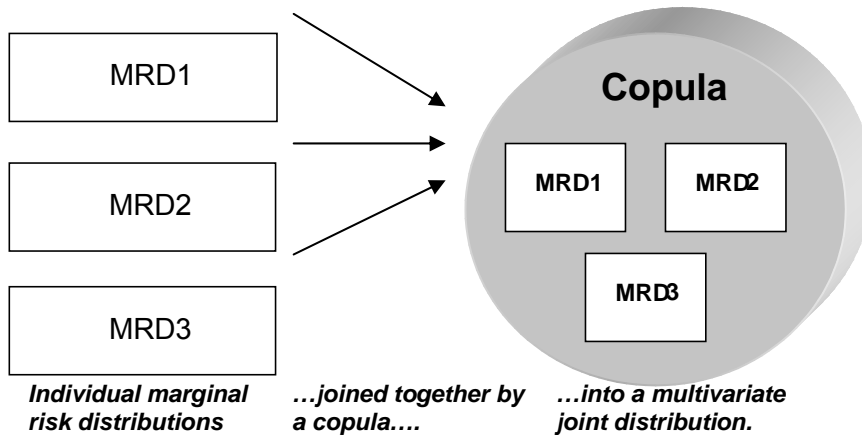 MRD1
MRD2
MRD3
Copula
MRD1
MRD2
MRD3
Individual marginal
risk distributions
…joined together by
a copula….
…into a multivariate
joint distribution.